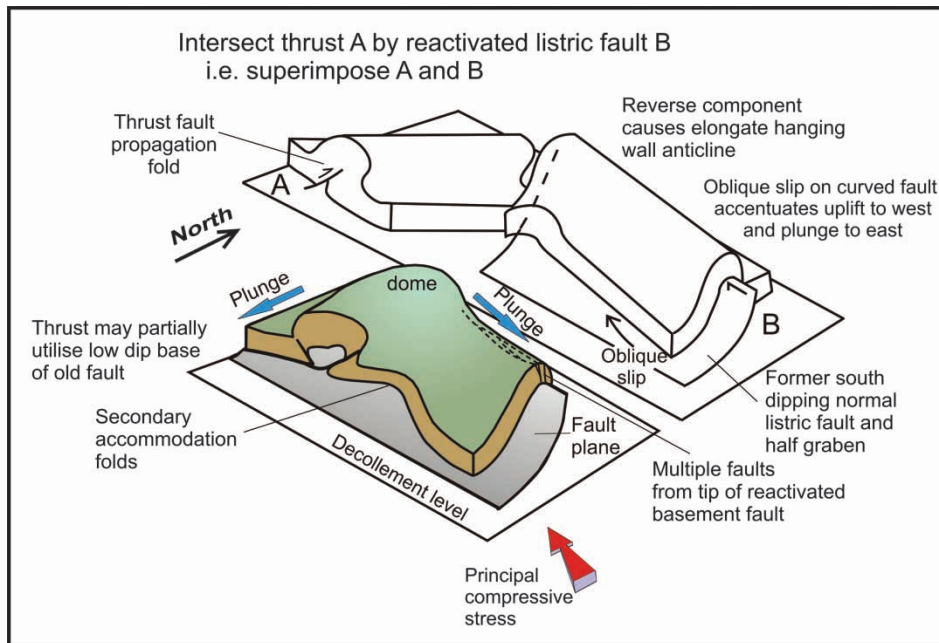 Intersect thrust A by reactivated listric fault B
i.e. superimpose A and B
Thrust fault
propagation
fold
Reverse component
causes elongate hanging
wall anticline
A
Oblique slip on curved fault
accentuates uplift to west
and plunge to east
North
Plunge
dome
Plunge
B
Thrust may partially
utilise low dip base
of old fault
Oblique
slip
Former south
dipping normal
listric fault and
half graben
Secondary
accommodation
folds
Fault
plane
Decollement level
Multiple faults
from tip of reactivated
basement fault
Principal
compressive
stress